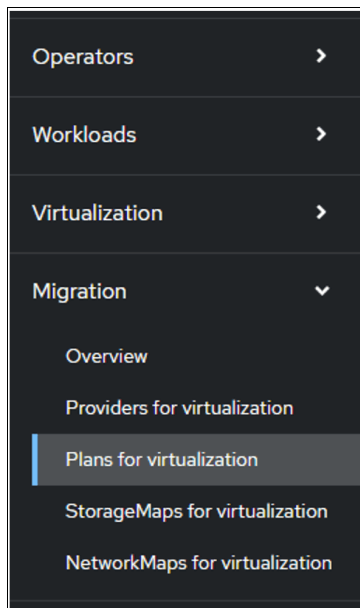 Operators
Workloads
Virtualization
Migration
Overview
Providers for virtualization
Plans for virtualization
StorageMaps for virtualization
NetworkMaps for virtualization